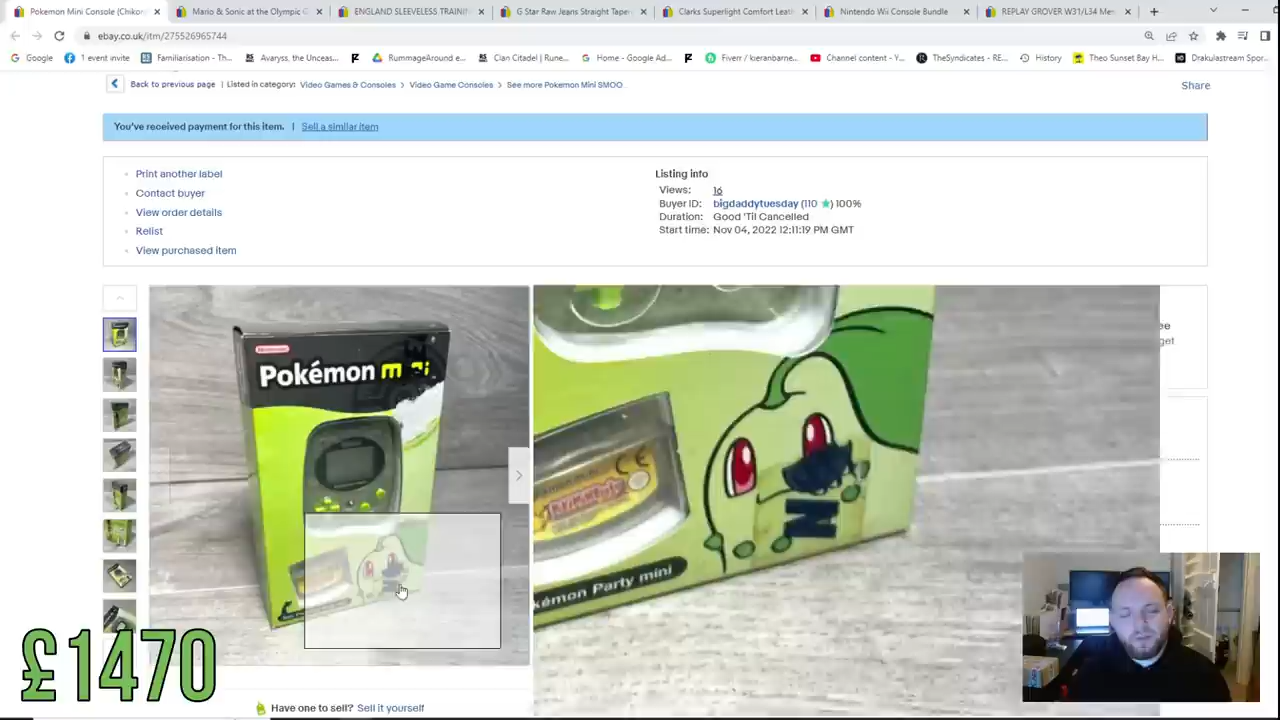 Pokemon Mini Console (Chikor
Mario & Sonic at the Olympic G
ENGLAND SLEEVELESS TRAINI
G Star Raw Jeans Straight Taper
Clarks Superlight Comfort Leat
Nintendo Wii Console Bundle
REPLAY GROVER W31/L34 Me
ebay.co.uk/itm/275526965744
Google
1 event invite
Familiarisation - Th...
Avaryss, the Unceas...
RummageAround e...
Clan Citadel | Rune...
Home - Google Ad...
Fiverr / kieranbarne...
Channel content - Y...
TheSyndicates - RE...
History
Theo Sunset Bay H...
Drakulastream Spor...
Back to previous page | Listed in category: Video Games & Consoles > Video Game Consoles > See more Pokemon Mini SMOO...
Share
You've received payment for this item. | Sell a similar item
Print another label
Contact buyer
View order details
Relist
View purchased item
Listing info
Views: 16
Buyer ID: bigdaddytuesday (110 ) 100%
Duration: Good 'Til Cancelled
Start time: Nov 04, 2022 12:11:19 PM GMT
Nintendo
Pokémon mini
kémon Party mini
N
£1470
Have one to sell? Sell it yourself